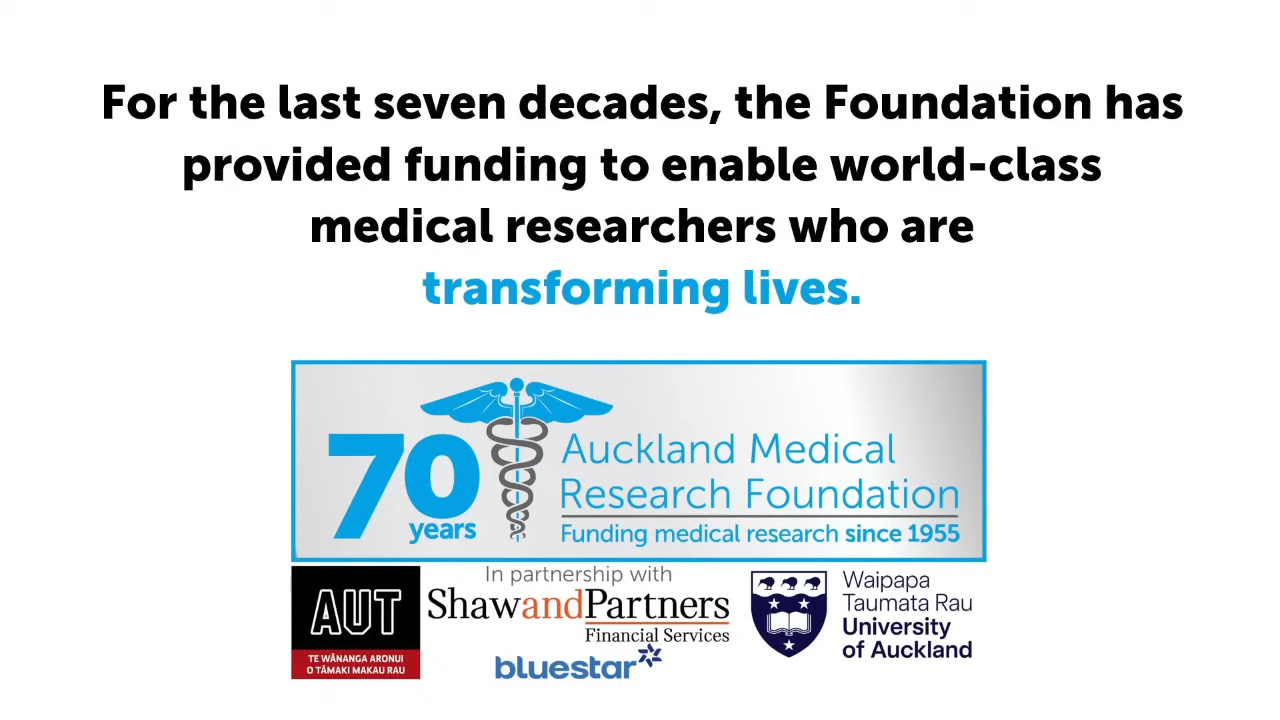 For the last seven decades, the Foundation has
provided funding to enable world-class
medical researchers who are
transforming lives.
70
years
Auckland Medical
Research Foundation
Funding medical research since 1955
AUT
TE WĀNANGA ARONUI
O TĀMAKI MAKAU RAU
In partnership with
ShawandPartners
Financial Services
bluestar
Waipapa
Taumata Rau
University
of Auckland